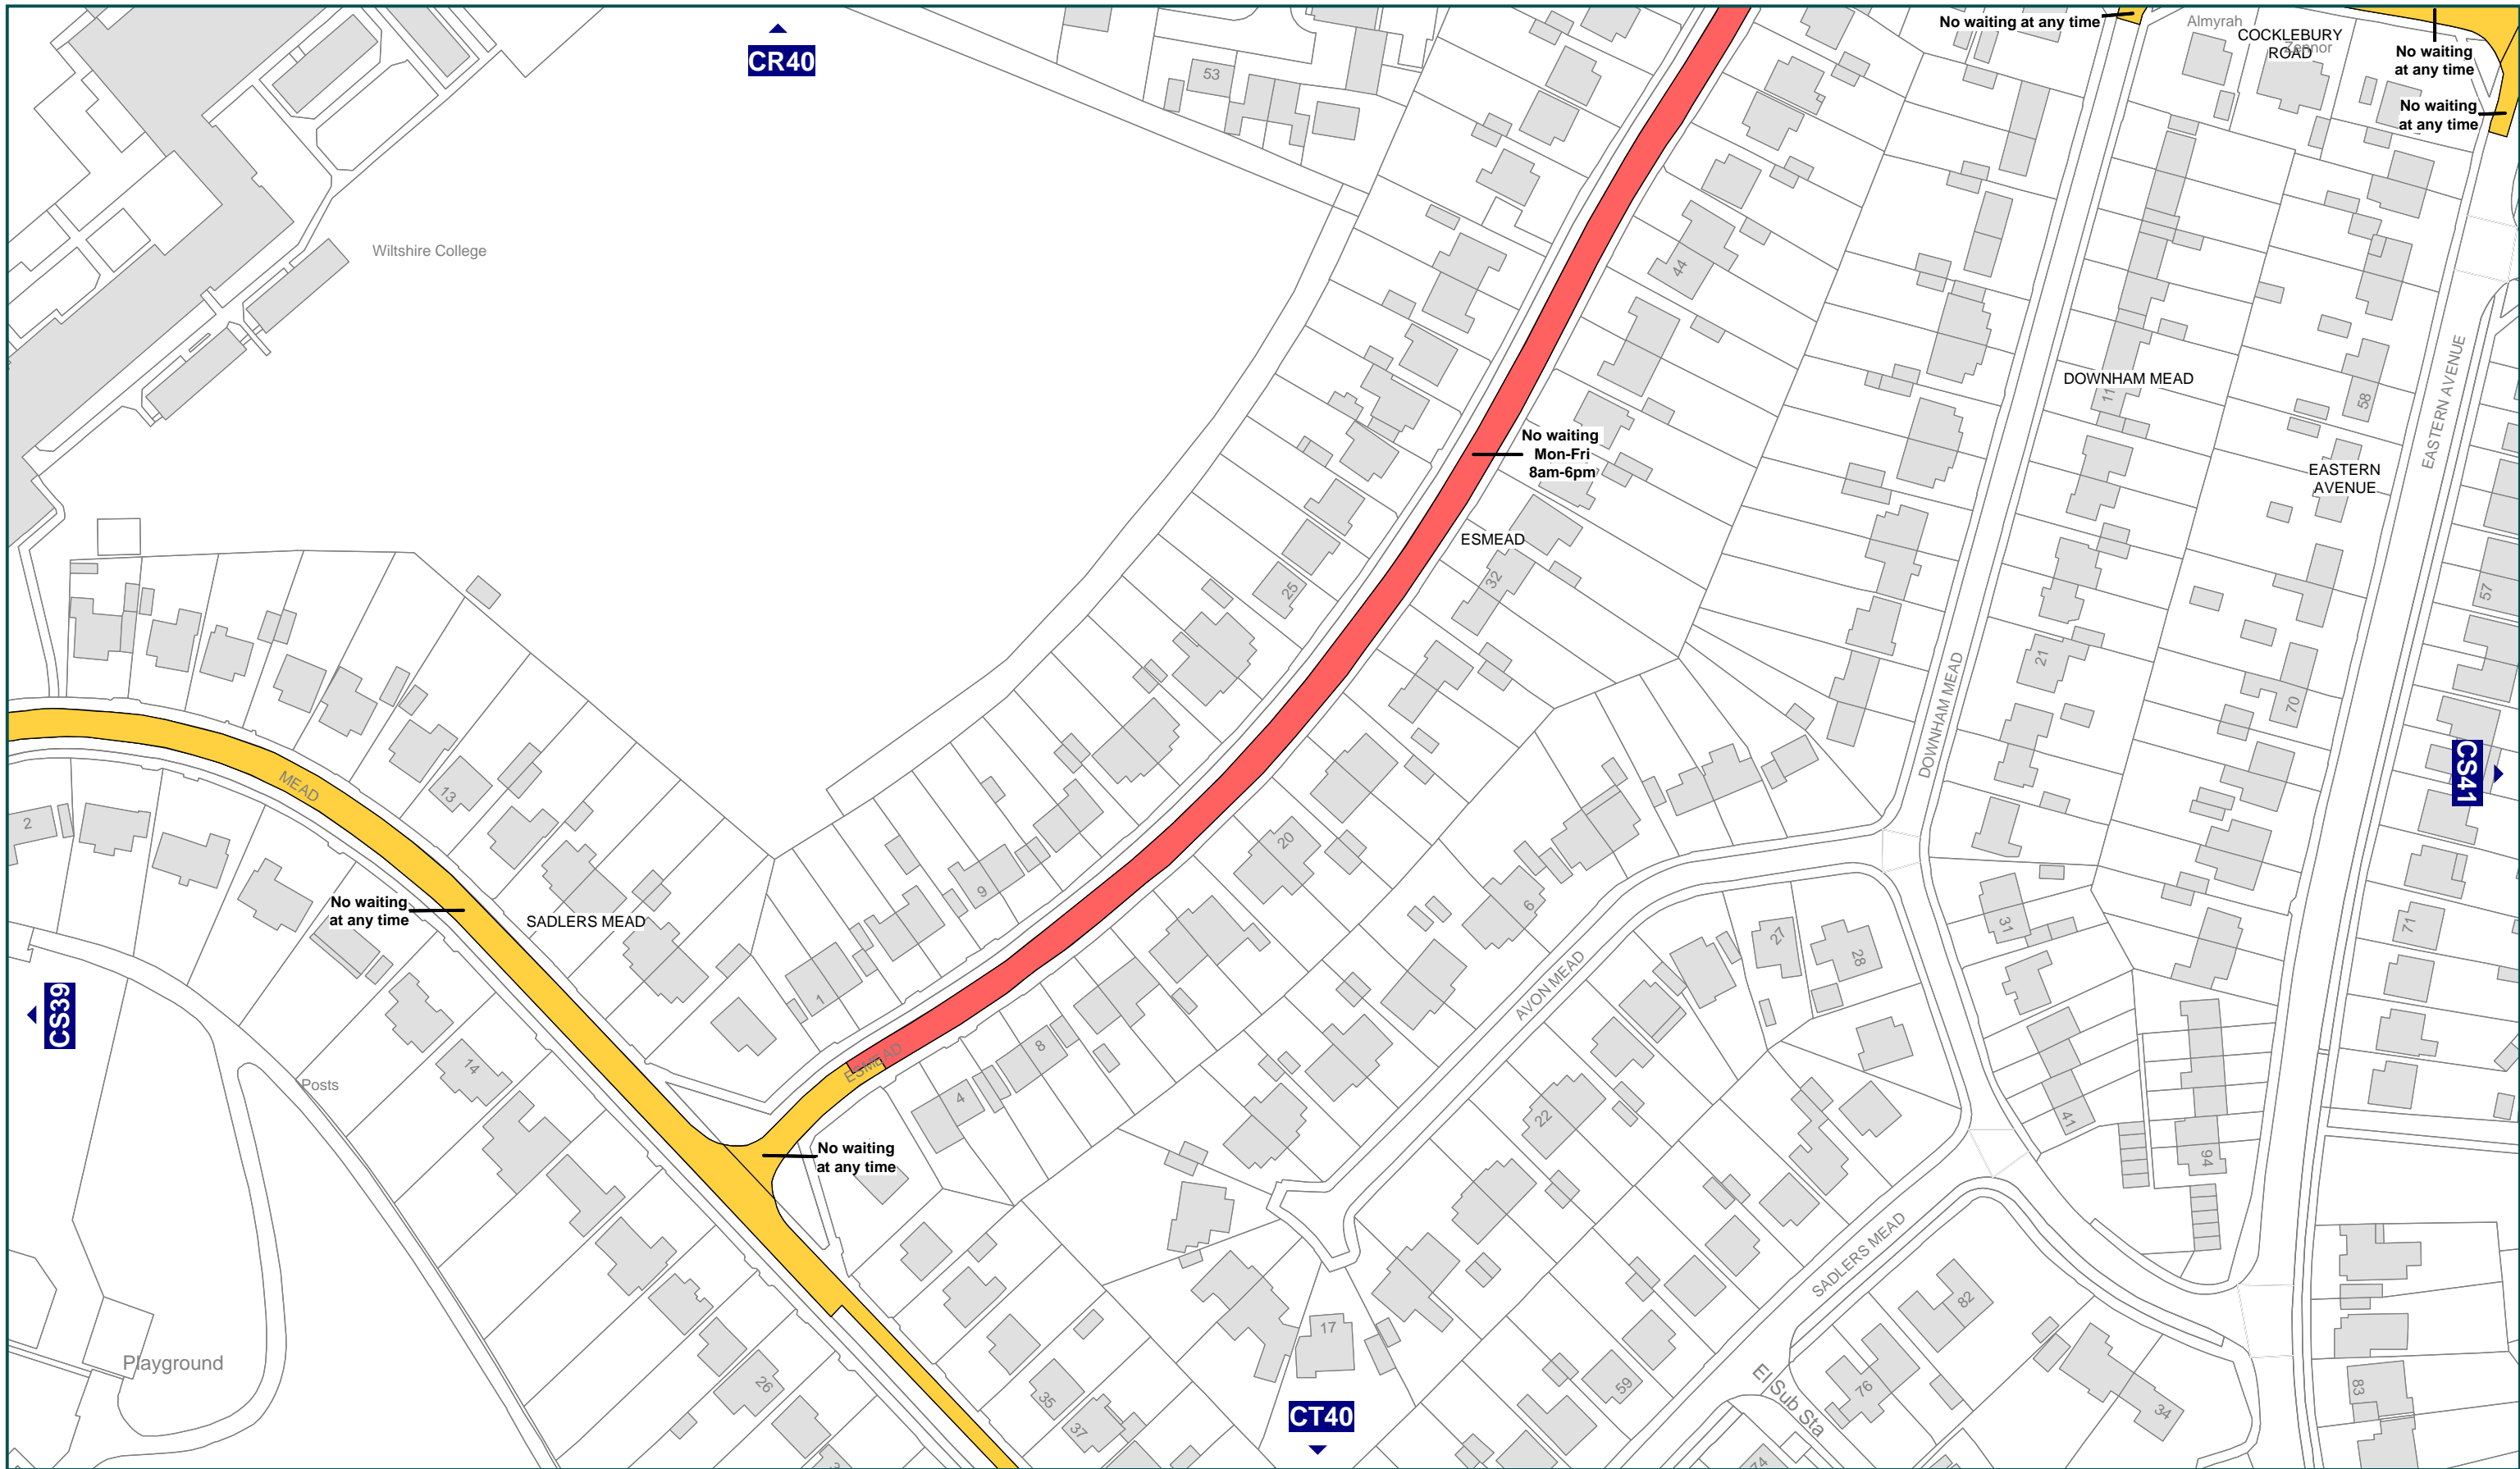 CR40
No waiting at any time
Almyrah
COCKLEBURY
ROAD
Zennor
No waiting
at any time
No waiting
at any time
53
Wiltshire College
44
DOWNHAM MEAD
11
58
EASTERN AVENUE
No waiting
Mon-Fri
8am-6pm
EASTERN
AVENUE
ESMEAD
32
25
57
21
DOWNHAM MEAD
70
MEAD
13
2
CS41
20
9
6
No waiting
at any time
SADLERS MEAD
31
71
27
28
AVON MEAD
1
CS39
ESMEAD
8
14
Posts
4
22
41
94
No waiting
at any time
SADLERS MEAD
82
17
Playground
26
35
37
59
El Sub Sta
76
34
83
CT40
74